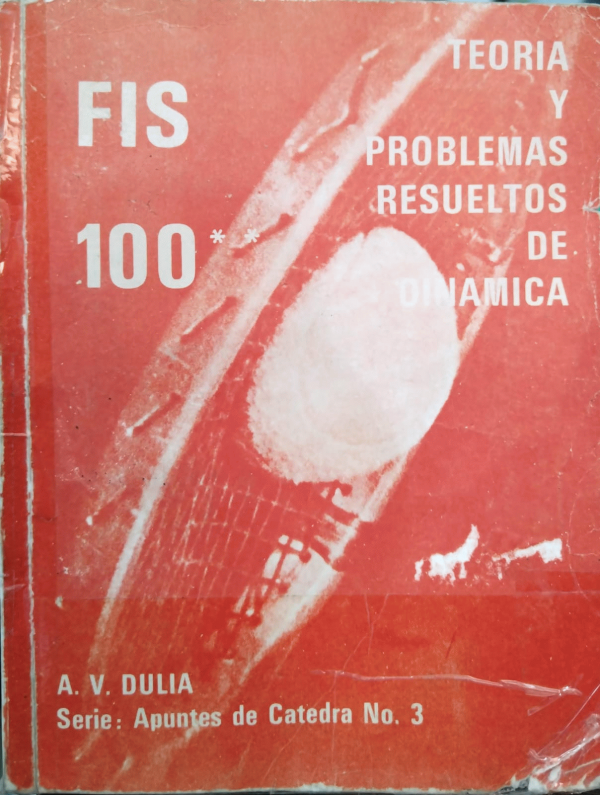 FIS
100**
TEORIA
Y
PROBLEMAS
RESUELTOS
DE
DINAMICA
A. V. DULIA
Serie: Apuntes de Catedra No. 3